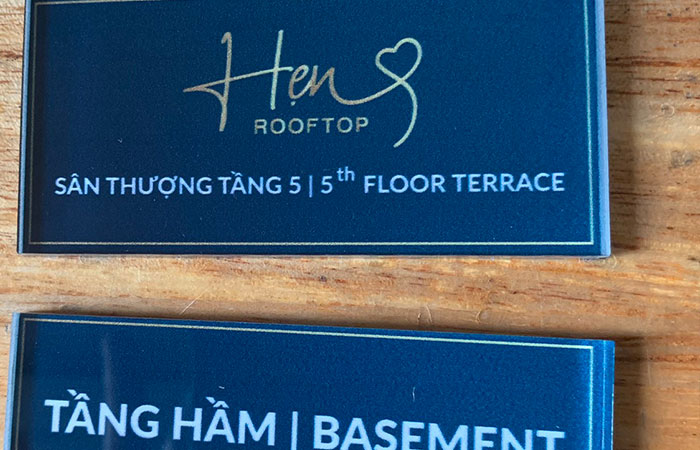 Hẹn
ROOFTOP
SÂN THƯỢNG TẦNG 5 | 5th FLOOR TERRACE
TẦNG HẦM | BASEMENT